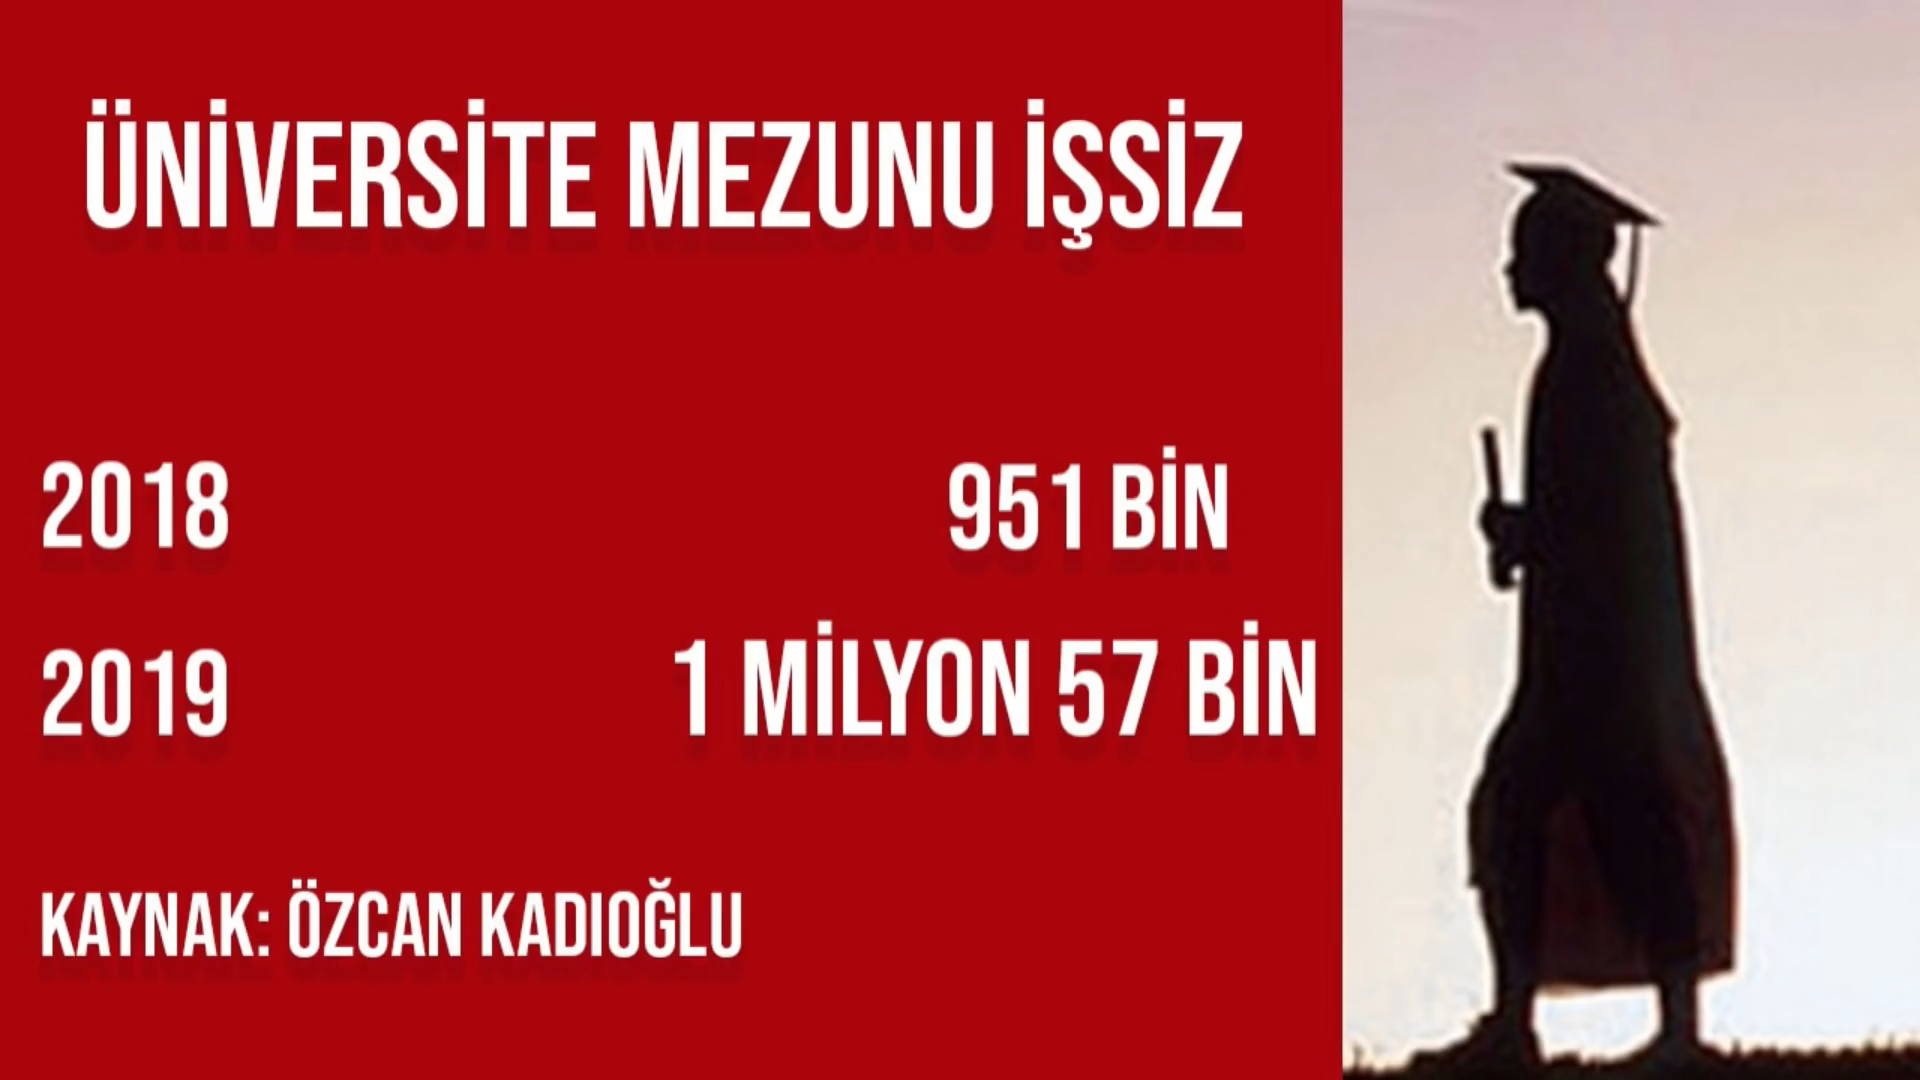 ÜNİVERSİTE MEZUNU İŞSİZ
2018 951 BİN
2019 1 MİLYON 57 BİN
KAYNAK: ÖZCAN KADIOĞLU